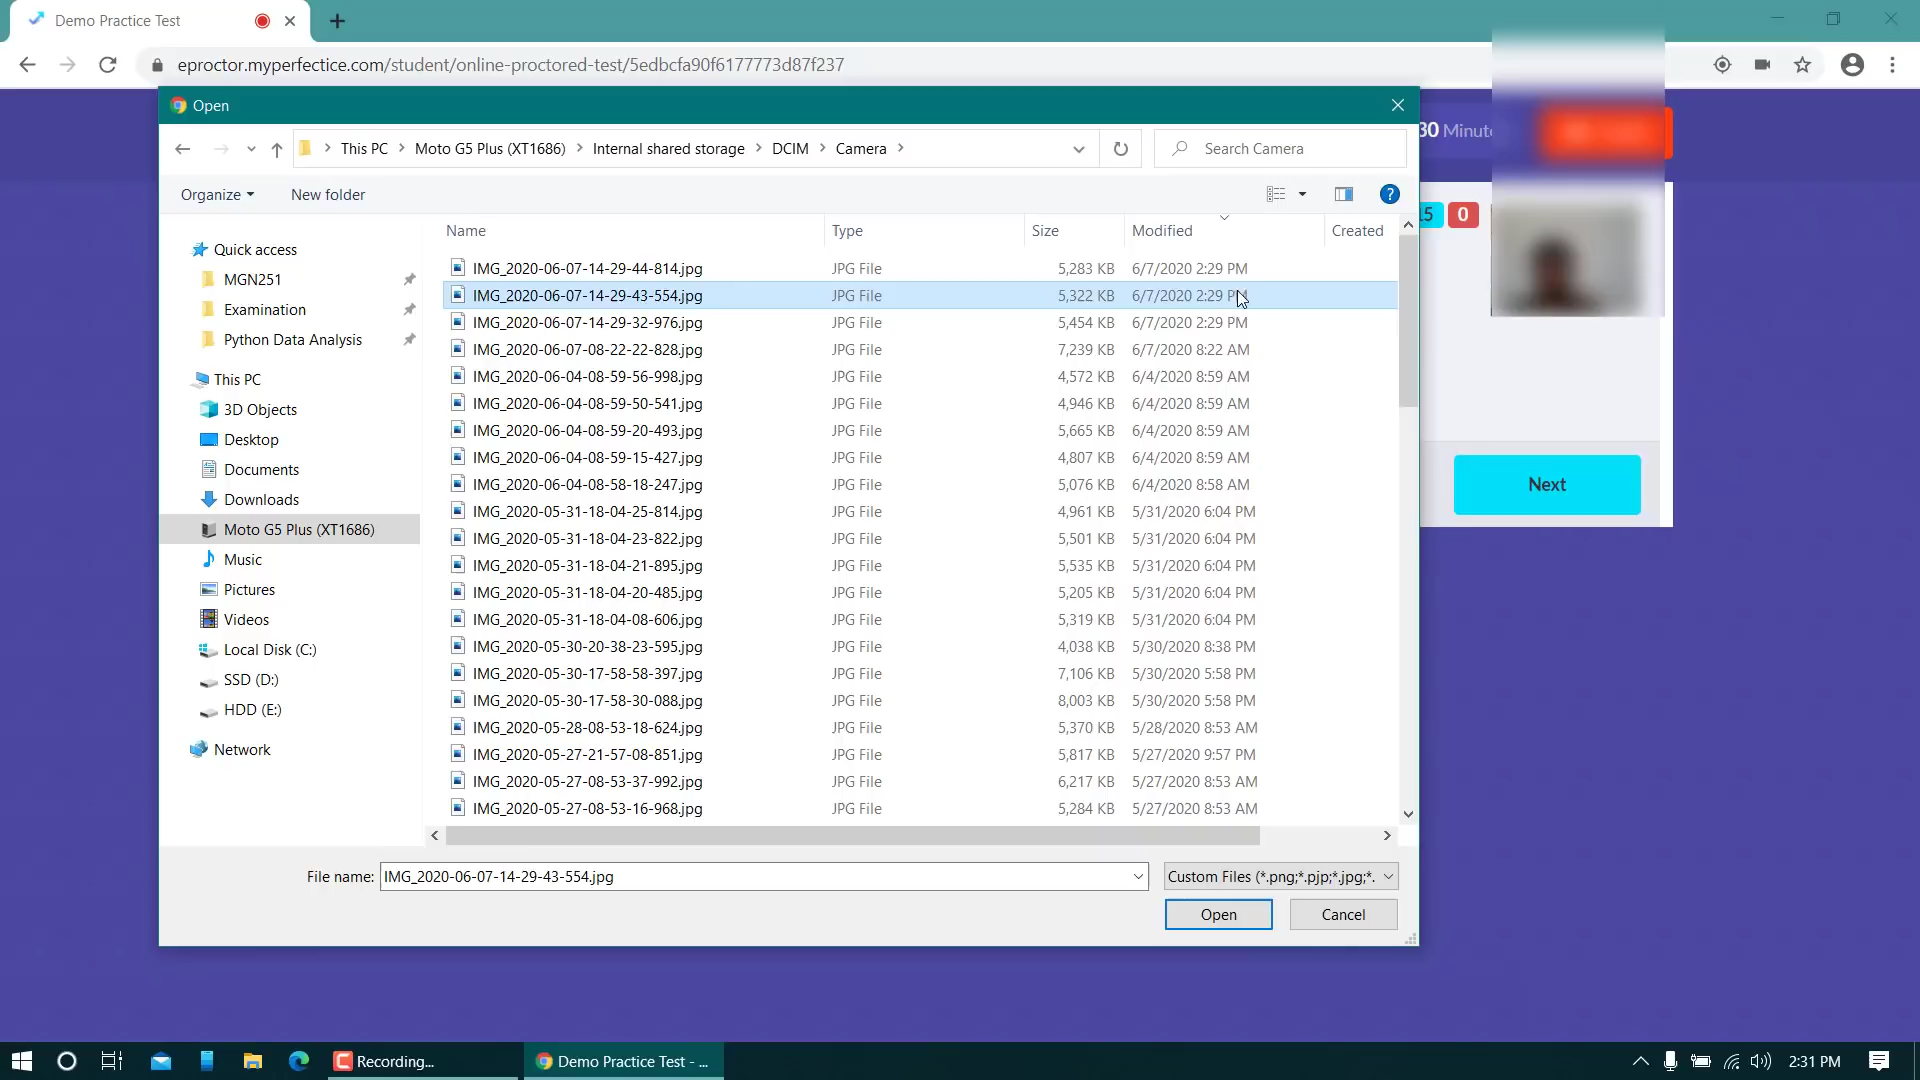 Demo Practice Test
eproctor.myperfectice.com/student/online-proctored-test/5edbcfa90f6177773d87f237
Open
This PC > Moto G5 Plus (XT1686) > Internal shared storage > DCIM > Camera >
Search Camera
30
Organize
New folder
0
Name Type Size Modified Created
Quick access
MGN251
Examination
Python Data Analysis
This PC
3D Objects
Desktop
Documents
Downloads
Moto G5 Plus (XT1686)
Music
Pictures
Videos
Local Disk (C:)
SSD (D:)
HDD (E:)
Network
IMG_2020-06-07-14-29-44-814.jpg JPG File 5,283 KB 6/7/2020 2:29 PM
IMG_2020-06-07-14-29-43-554.jpg JPG File 5,322 KB 6/7/2020 2:29 PM
IMG_2020-06-07-14-29-32-976.jpg JPG File 5,454 KB 6/7/2020 2:29 PM
IMG_2020-06-07-08-22-22-828.jpg JPG File 7,239 KB 6/7/2020 8:22 AM
IMG_2020-06-04-08-59-56-998.jpg JPG File 4,572 KB 6/4/2020 8:59 AM
IMG_2020-06-04-08-59-50-541.jpg JPG File 4,946 KB 6/4/2020 8:59 AM
IMG_2020-06-04-08-59-20-493.jpg JPG File 5,665 KB 6/4/2020 8:59 AM
IMG_2020-06-04-08-59-15-427.jpg JPG File 4,807 KB 6/4/2020 8:59 AM
IMG_2020-06-04-08-58-18-247.jpg JPG File 5,076 KB 6/4/2020 8:58 AM
IMG_2020-05-31-18-04-25-814.jpg JPG File 4,961 KB 5/31/2020 6:04 PM
IMG_2020-05-31-18-04-23-822.jpg JPG File 5,501 KB 5/31/2020 6:04 PM
IMG_2020-05-31-18-04-21-895.jpg JPG File 5,535 KB 5/31/2020 6:04 PM
IMG_2020-05-31-18-04-20-485.jpg JPG File 5,205 KB 5/31/2020 6:04 PM
IMG_2020-05-31-18-04-08-606.jpg JPG File 5,319 KB 5/31/2020 6:04 PM
IMG_2020-05-30-20-38-23-595.jpg JPG File 4,038 KB 5/30/2020 8:38 PM
IMG_2020-05-30-17-58-58-397.jpg JPG File 7,106 KB 5/30/2020 5:58 PM
IMG_2020-05-30-17-58-30-088.jpg JPG File 8,003 KB 5/30/2020 5:58 PM
IMG_2020-05-28-08-53-18-624.jpg JPG File 5,370 KB 5/28/2020 8:53 AM
IMG_2020-05-27-21-57-08-851.jpg JPG File 5,817 KB 5/27/2020 9:57 PM
IMG_2020-05-27-08-53-37-992.jpg JPG File 6,217 KB 5/27/2020 8:53 AM
IMG_2020-05-27-08-53-16-968.jpg JPG File 5,284 KB 5/27/2020 8:53 AM
Next
File name: IMG_2020-06-07-14-29-43-554.jpg
Custom Files (*.png;*.pjp;*.jpg;*.
Open
Cancel
Recording...
Demo Practice Test - ...
2:31 PM